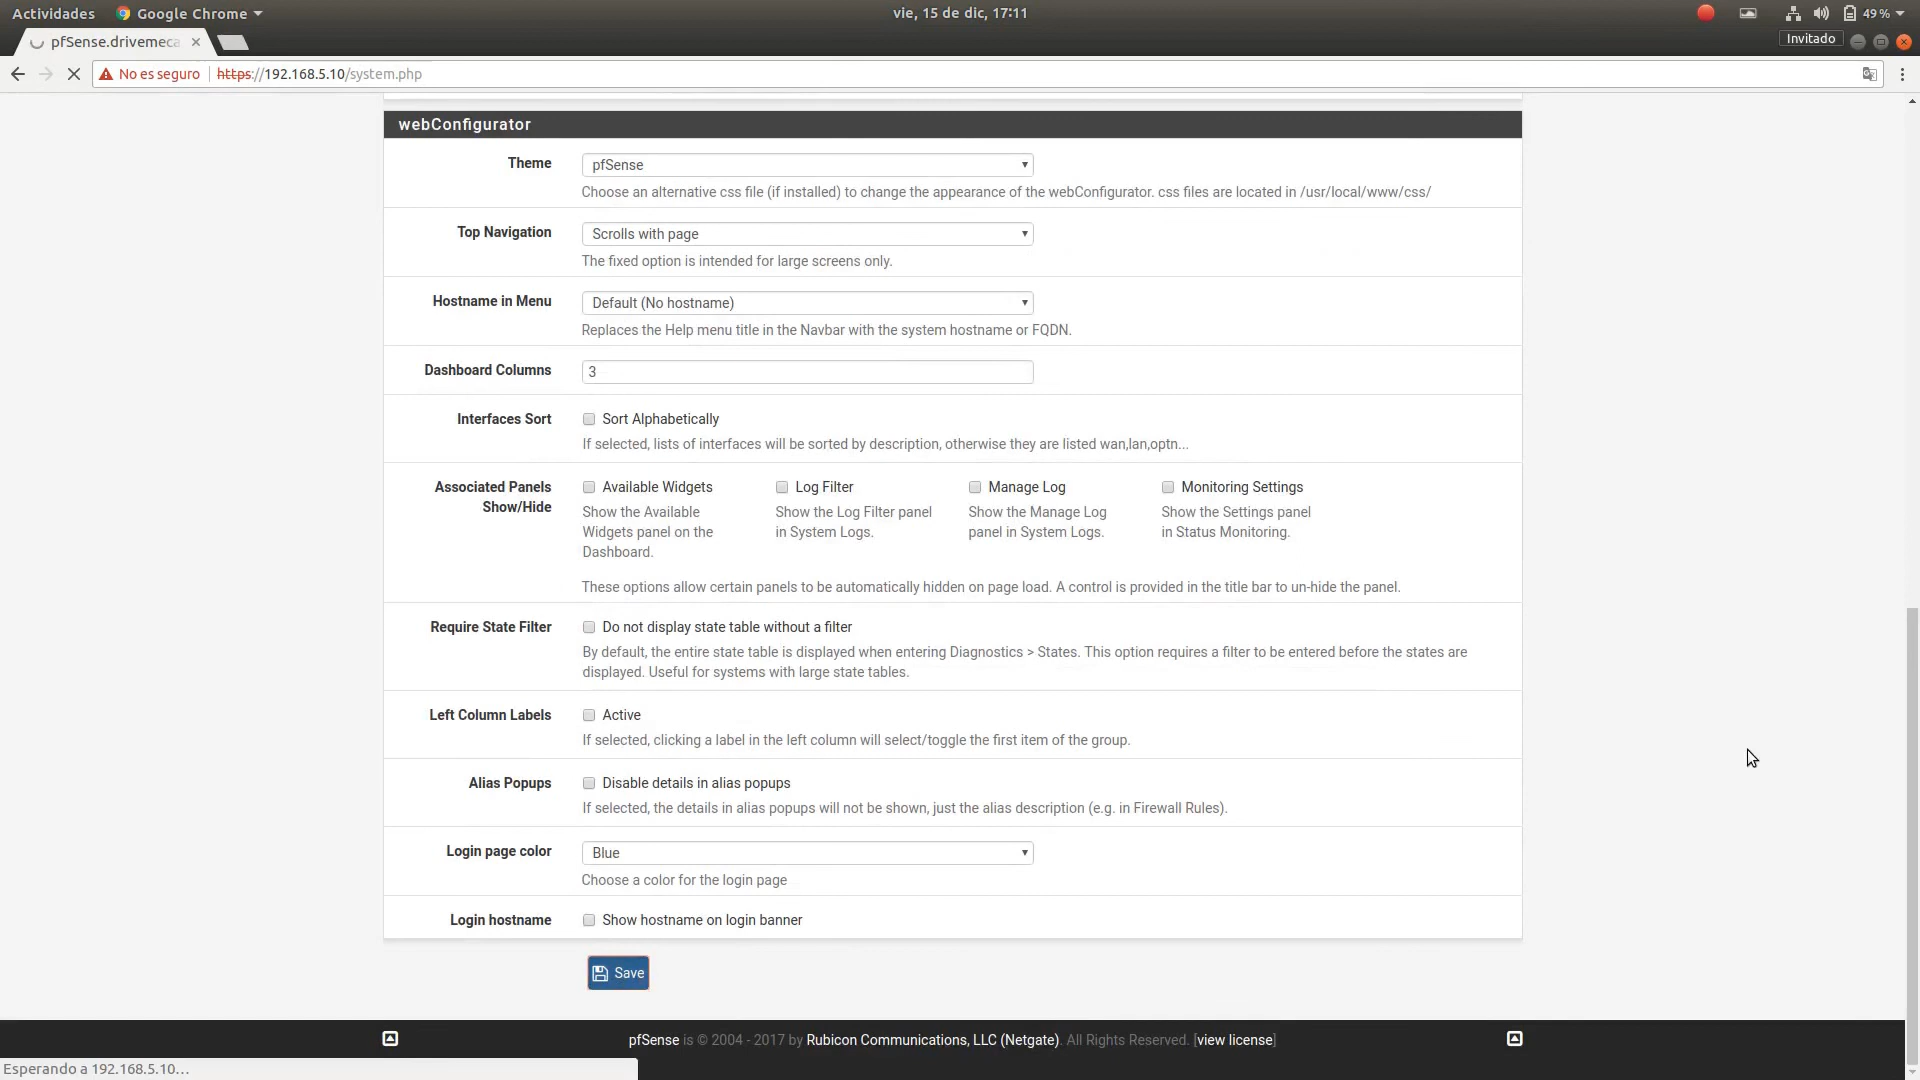 Actividades Google Chrome vie, 15 de dic, 17:11 49 %
pfSense.drivemeca Invitado
No es seguro https://192.168.5.10/system.php
webConfigurator
Theme pfSense
Choose an alternative css file (if installed) to change the appearance of the webConfigurator. css files are located in /usr/local/www/css/
Top Navigation Scrolls with page
The fixed option is intended for large screens only.
Hostname in Menu Default (No hostname)
Replaces the Help menu title in the Navbar with the system hostname or FQDN.
Dashboard Columns 3
Interfaces Sort Sort Alphabetically
If selected, lists of interfaces will be sorted by description, otherwise they are listed wan,lan,optn...
Associated Panels Show/Hide
Available Widgets
Show the Available
Widgets panel on the
Dashboard.
Log Filter
Show the Log Filter panel
in System Logs.
Manage Log
Show the Manage Log
panel in System Logs.
Monitoring Settings
Show the Settings panel
in Status Monitoring.
These options allow certain panels to be automatically hidden on page load. A control is provided in the title bar to un-hide the panel.
Require State Filter Do not display state table without a filter
By default, the entire state table is displayed when entering Diagnostics > States. This option requires a filter to be entered before the states are
displayed. Useful for systems with large state tables.
Left Column Labels Active
If selected, clicking a label in the left column will select/toggle the first item of the group.
Alias Popups Disable details in alias popups
If selected, the details in alias popups will not be shown, just the alias description (e.g. in Firewall Rules).
Login page color Blue
Choose a color for the login page
Login hostname Show hostname on login banner
Save
pfSense is © 2004 - 2017 by Rubicon Communications, LLC (Netgate). All Rights Reserved. [view license]
Esperando a 192.168.5.10…